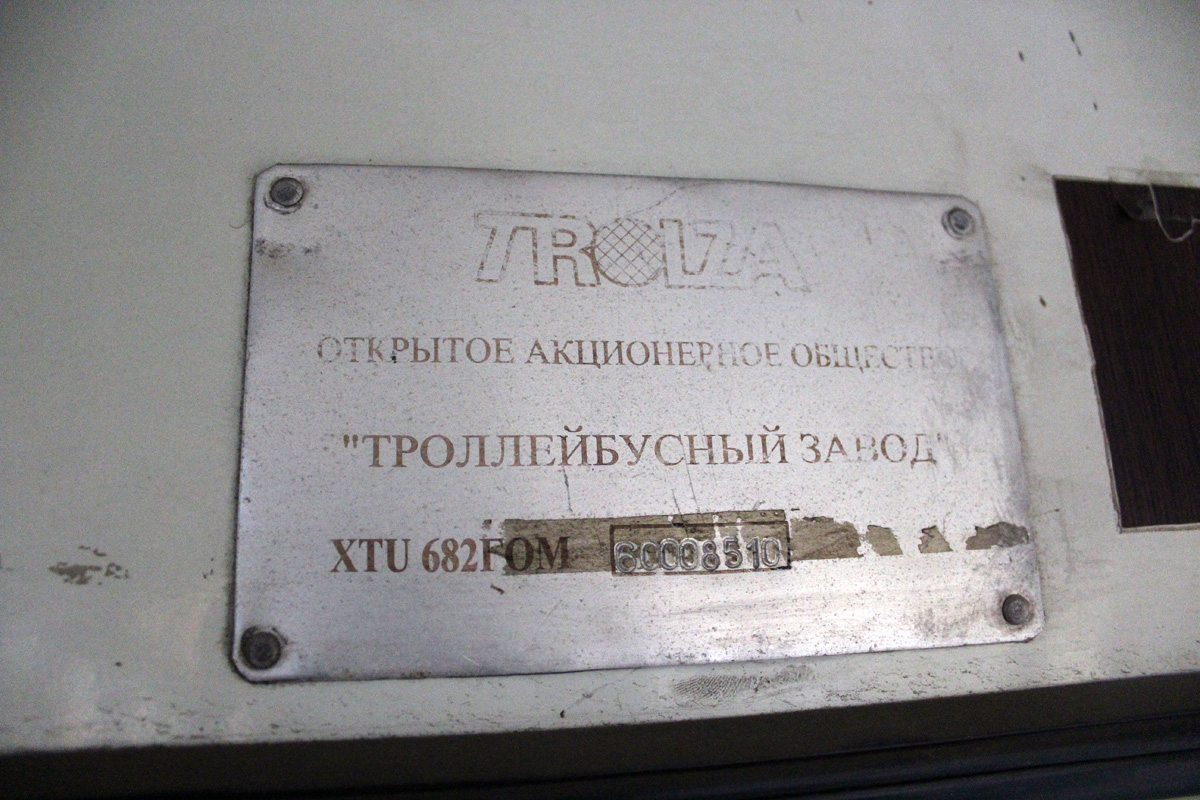 TROLZA
ОТКРЫТОЕ АКЦИОНЕРНОЕ ОБЩЕСТВО
"ТРОЛЛЕЙБУСНЫЙ ЗАВОД"
XTU 682FOM 60008510